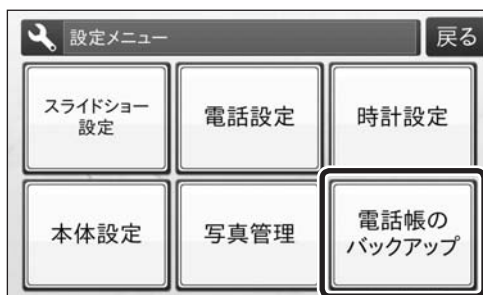 設定メニュー
戻る
スライドショー
設定
電話設定
時計設定
本体設定
写真管理
電話帳の
バックアップ